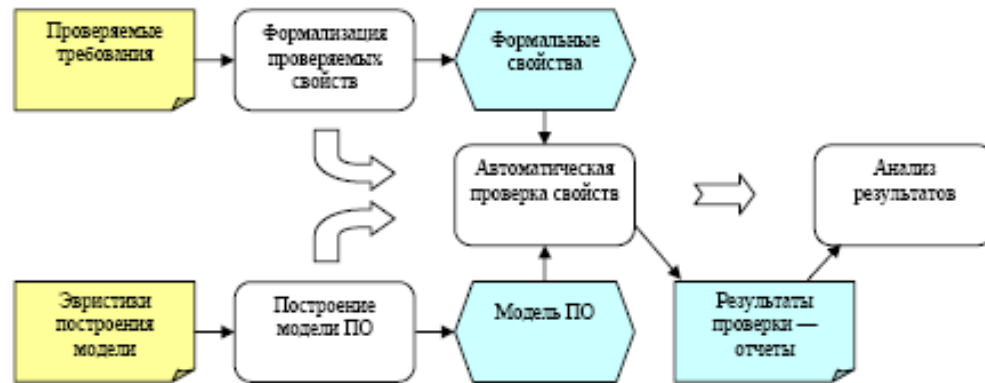 Проверяемые
требования
Формализация
проверяемых
свойств
Формальные
свойства
Автоматическая
проверка свойств
Анализ
результатов
Эвристики
построения
модели
Построение
модели ПО
Модель ПО
Результаты
проверки —
отчеты